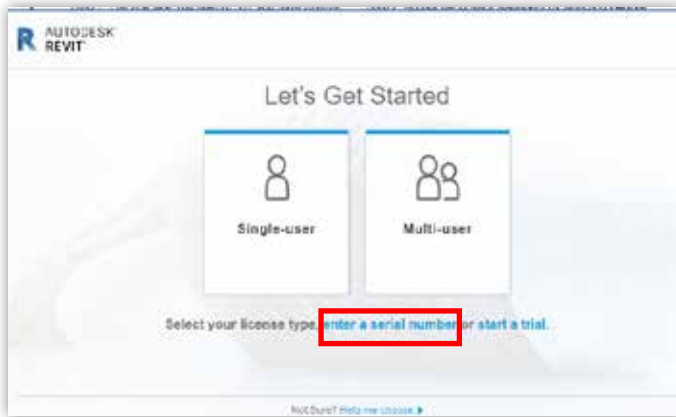 AUTODESK
REVIT
Let's Get Started
Single-user
Multi-user
Select your license type, enter a serial number or start a trial.
Not Sure? Help me choose